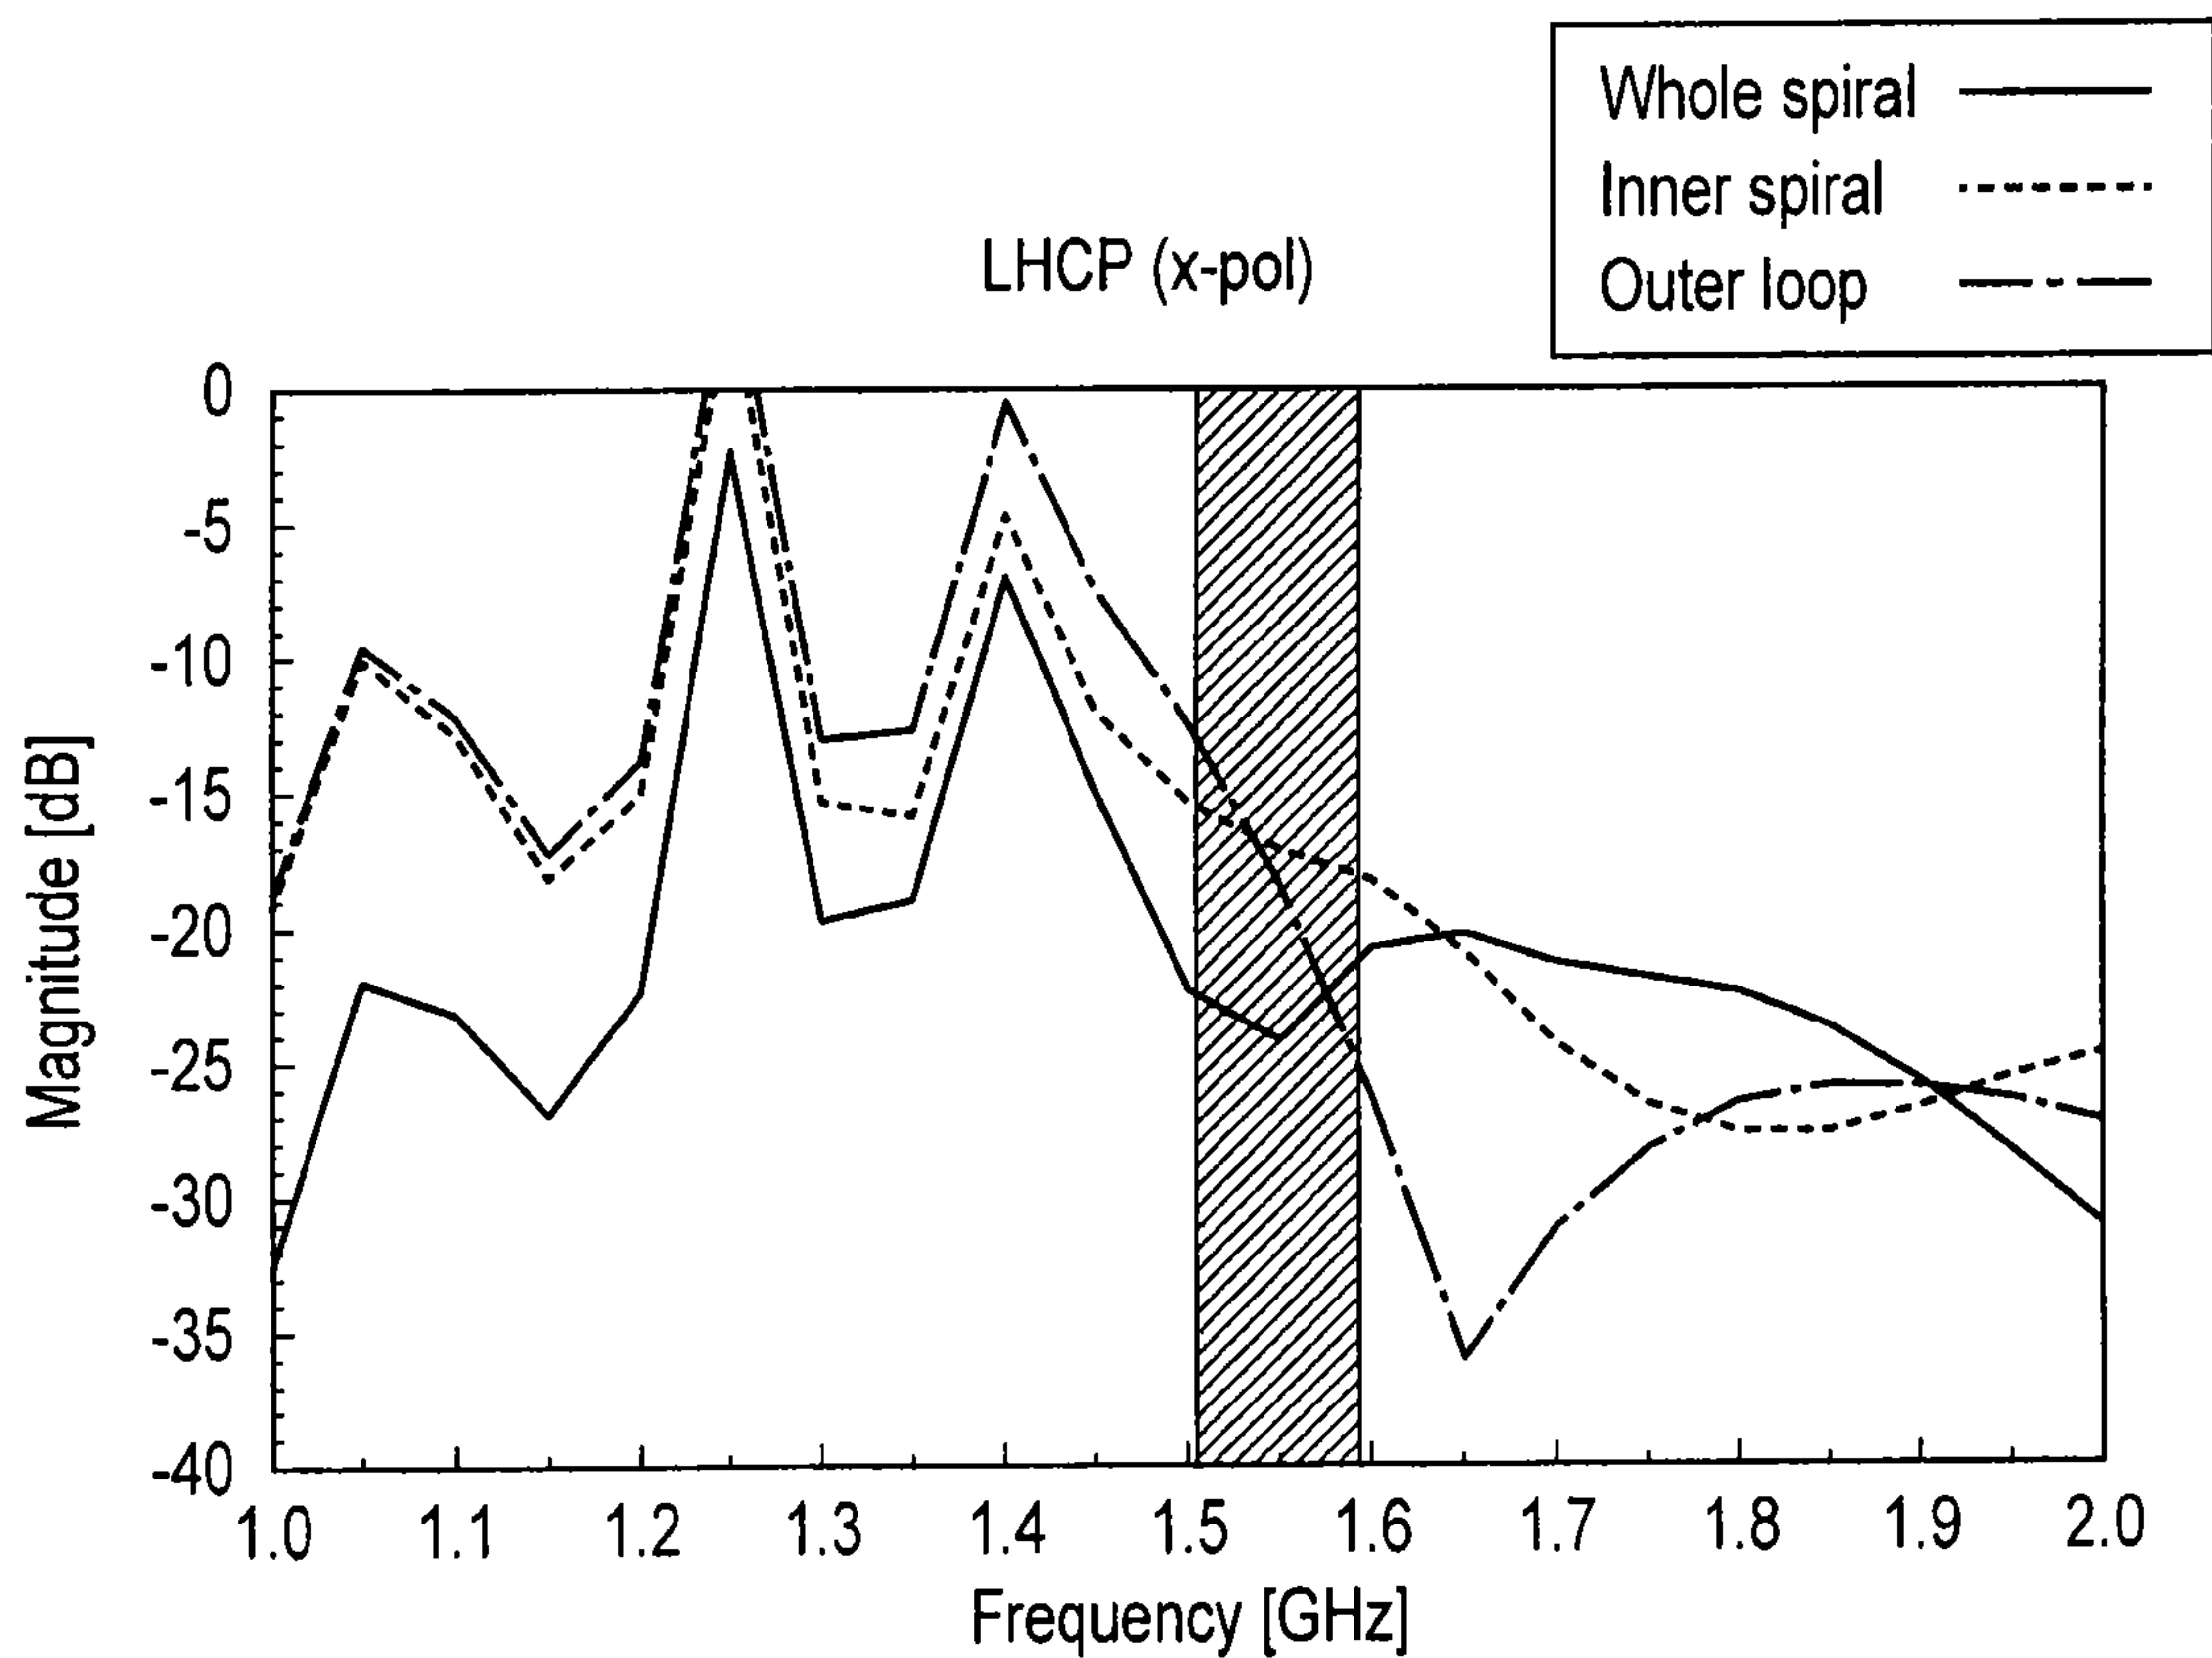 Whole spiral
Inner spiral
Outer loop
LHCP (x-pol)
0
-5
-10
-15
-20
-25
-30
-35
-40
Magnitude [dB]
1.0 1.1 1.2 1.3 1.4 1.5 1.6 1.7 1.8 1.9 2.0
Frequency [GHz]